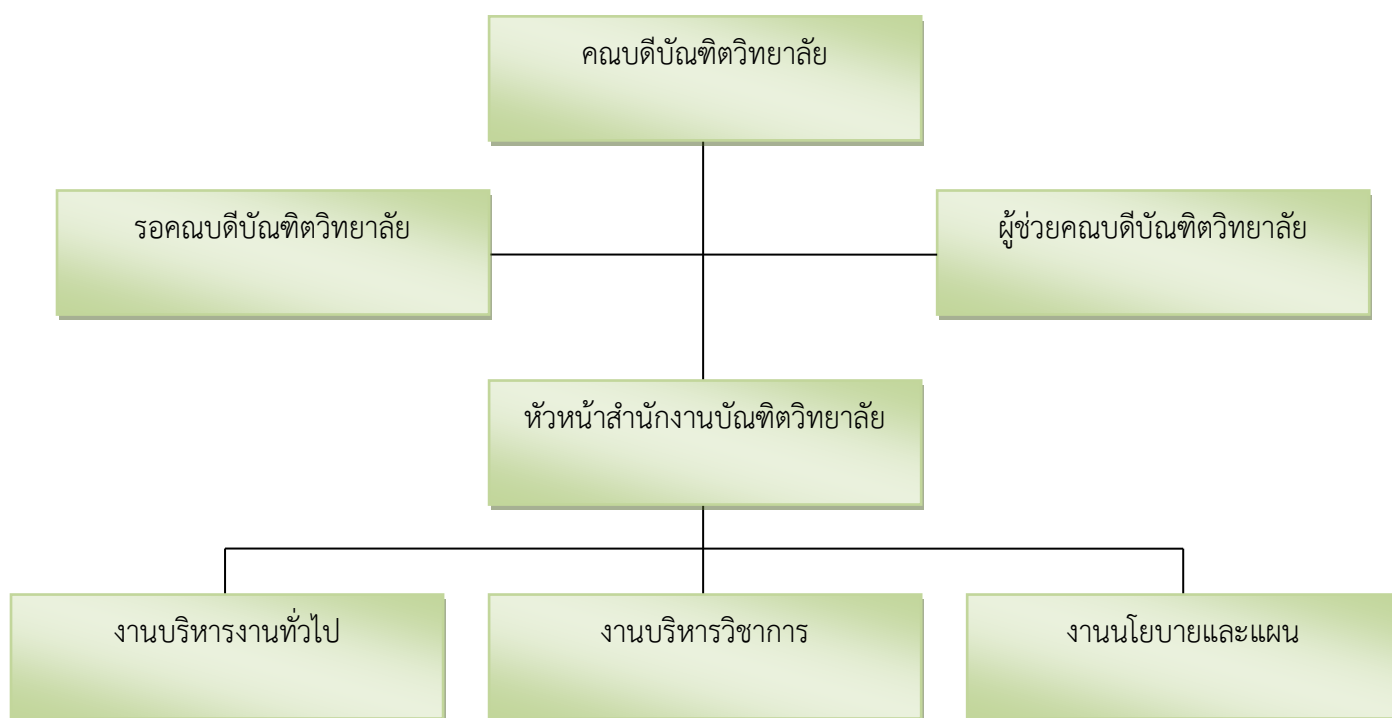 คณบดีบัณฑิตวิทยาลัย
รอคณบดีบัณฑิตวิทยาลัย
ผู้ช่วยคณบดีบัณฑิตวิทยาลัย
หัวหน้าสำนักงานบัณฑิตวิทยาลัย
งานบริหารงานทั่วไป
งานบริหารวิชาการ
งานนโยบายและแผน